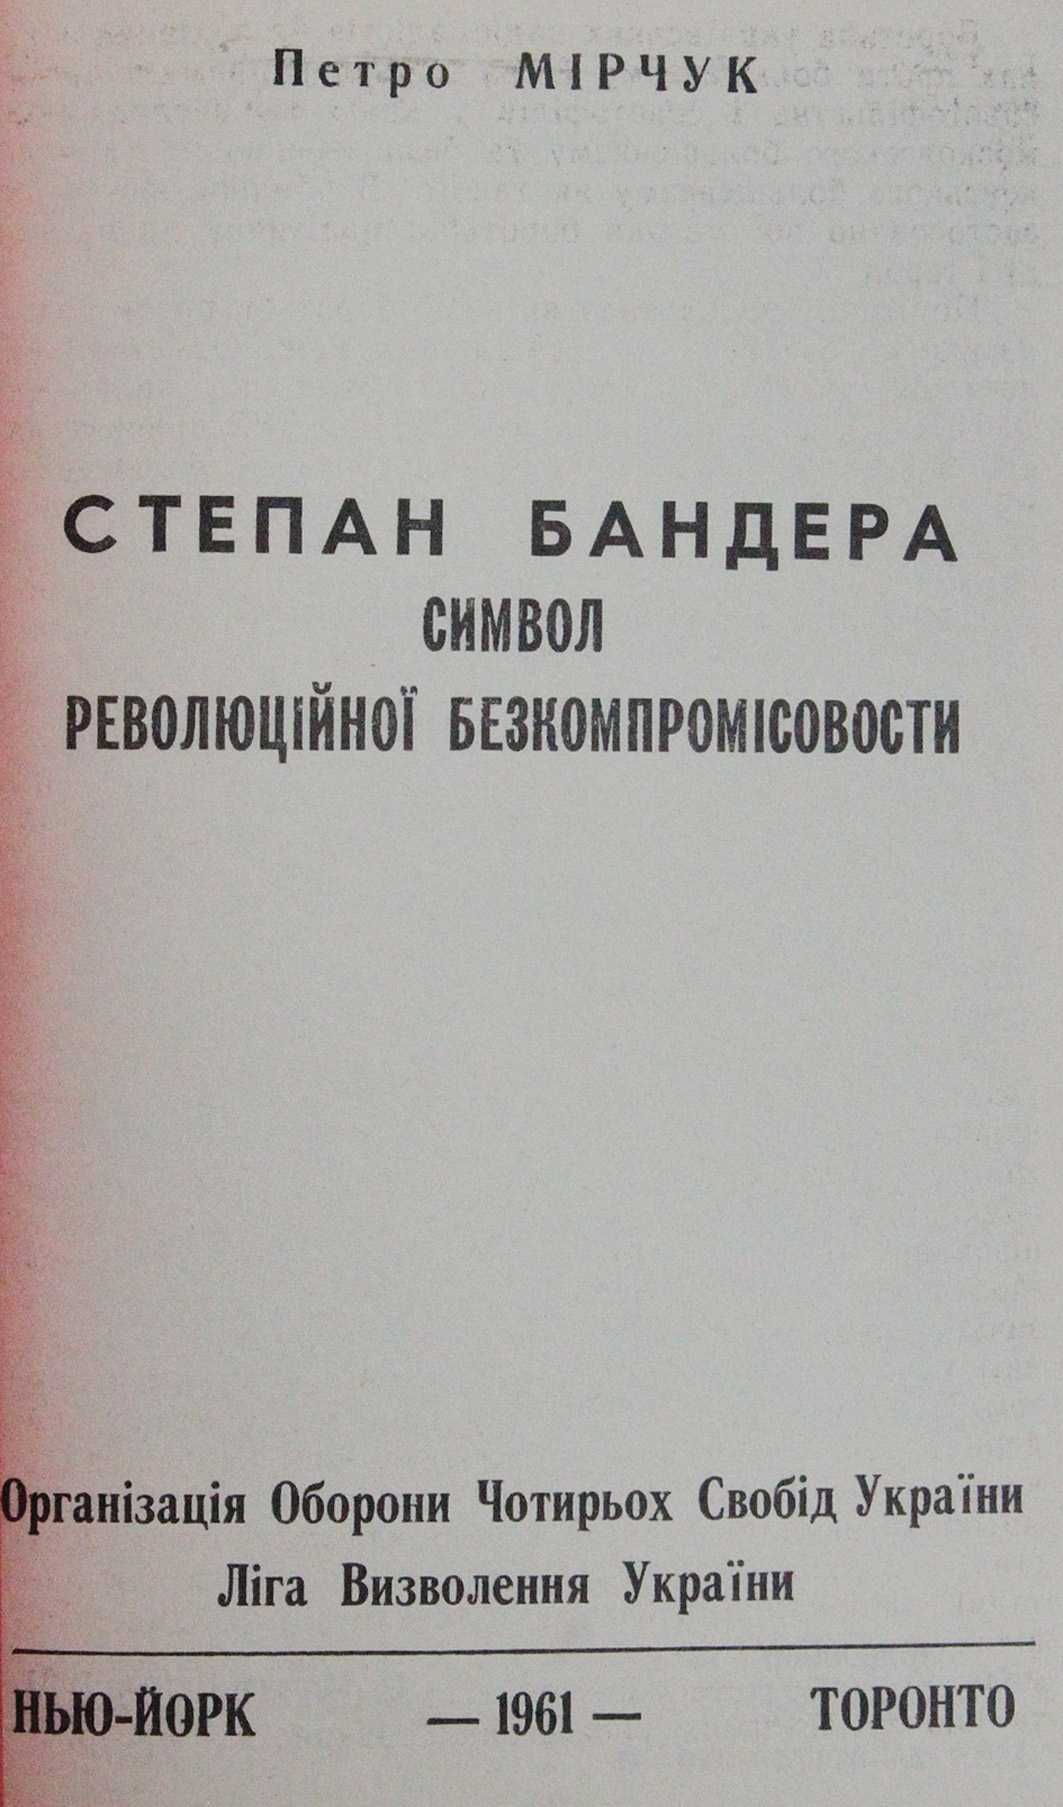 Петро МІРЧУК
СТЕПАН БАНДЕРА
СИМВОЛ
РЕВОЛЮЦІЙНОЇ БЕЗКОМПРОМІСОВОСТИ
Організація Оборони Чотирьох Свобід України
Ліга Визволення України
НЬЮ-ЙОРК — 1961 — ТОРОНТО